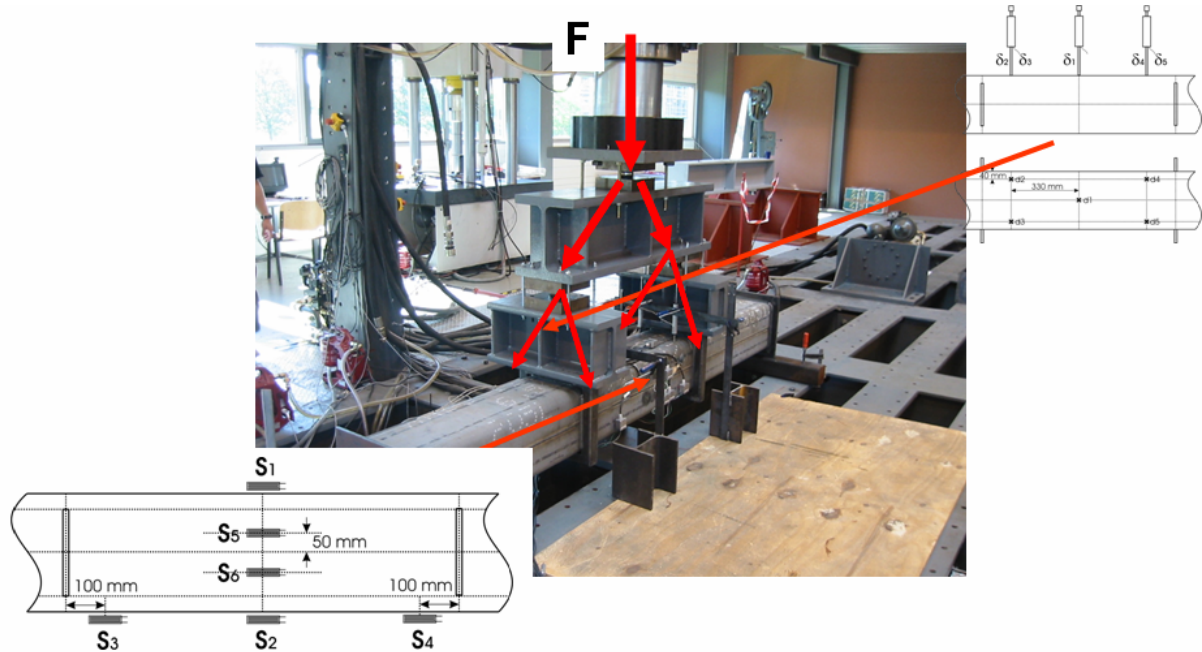 F
δ2 δ3 δ1 δ4 δ5
40 mm
d2 d4
330 mm
d1
d3 d5
S1
S5
50 mm
S6
100 mm 100 mm
S3 S2 S4